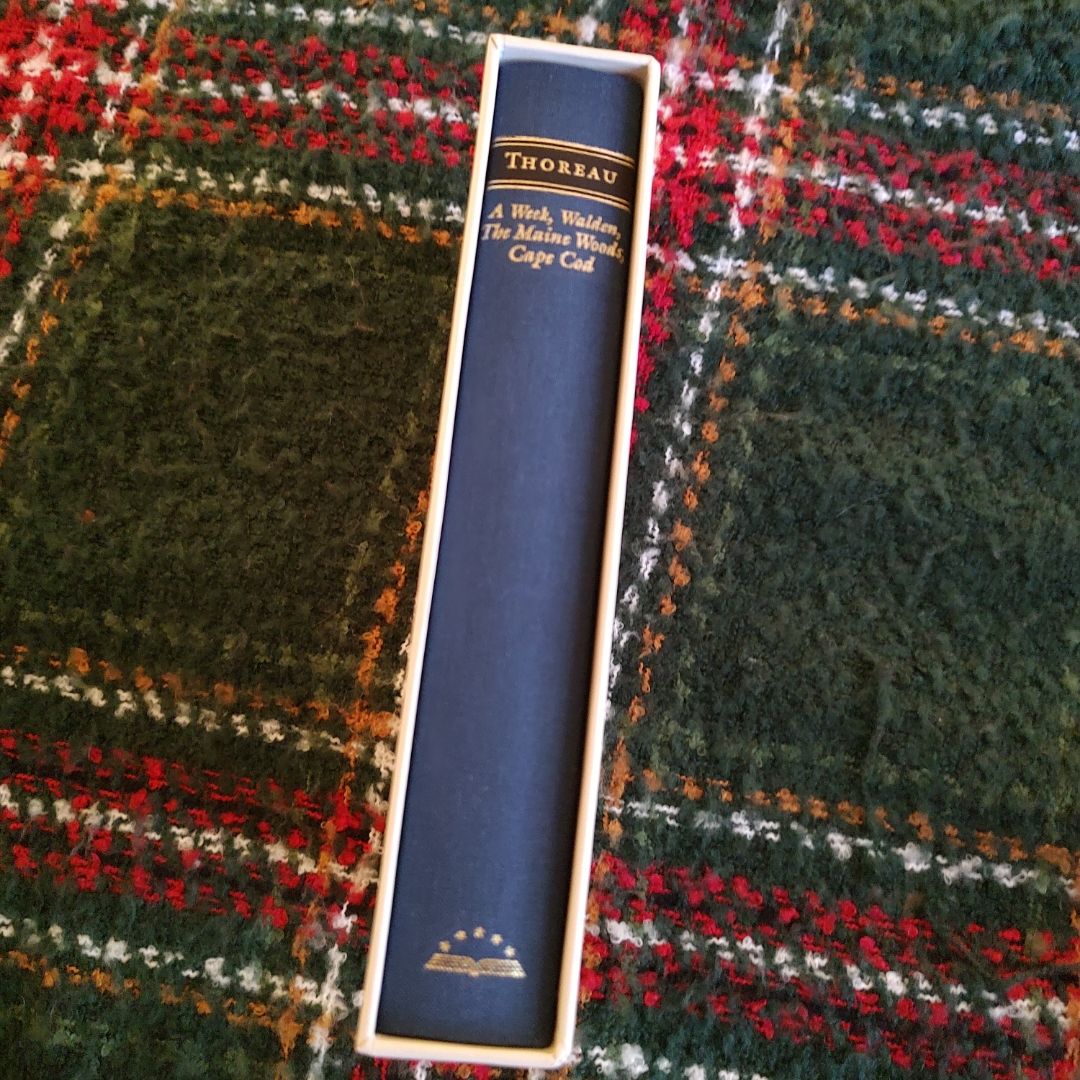 THOREAU
A Week, Walden,
The Maine Woods,
Cape Cod